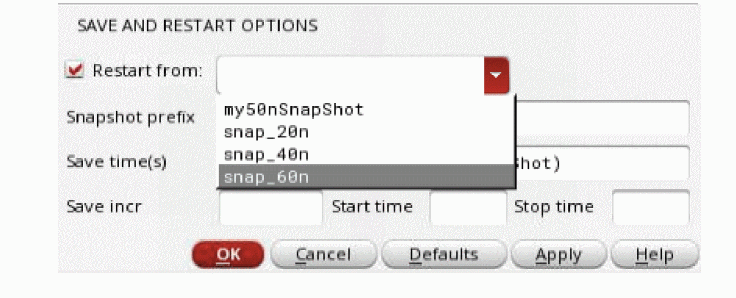 SAVE AND RESTART OPTIONS
Restart from:
my50nSnapShot
Snapshot prefix
snap_20n
snap_40n
Save time(s)
hot)
snap_60n
Save incr Start time Stop time
OK Cancel Defaults Apply Help